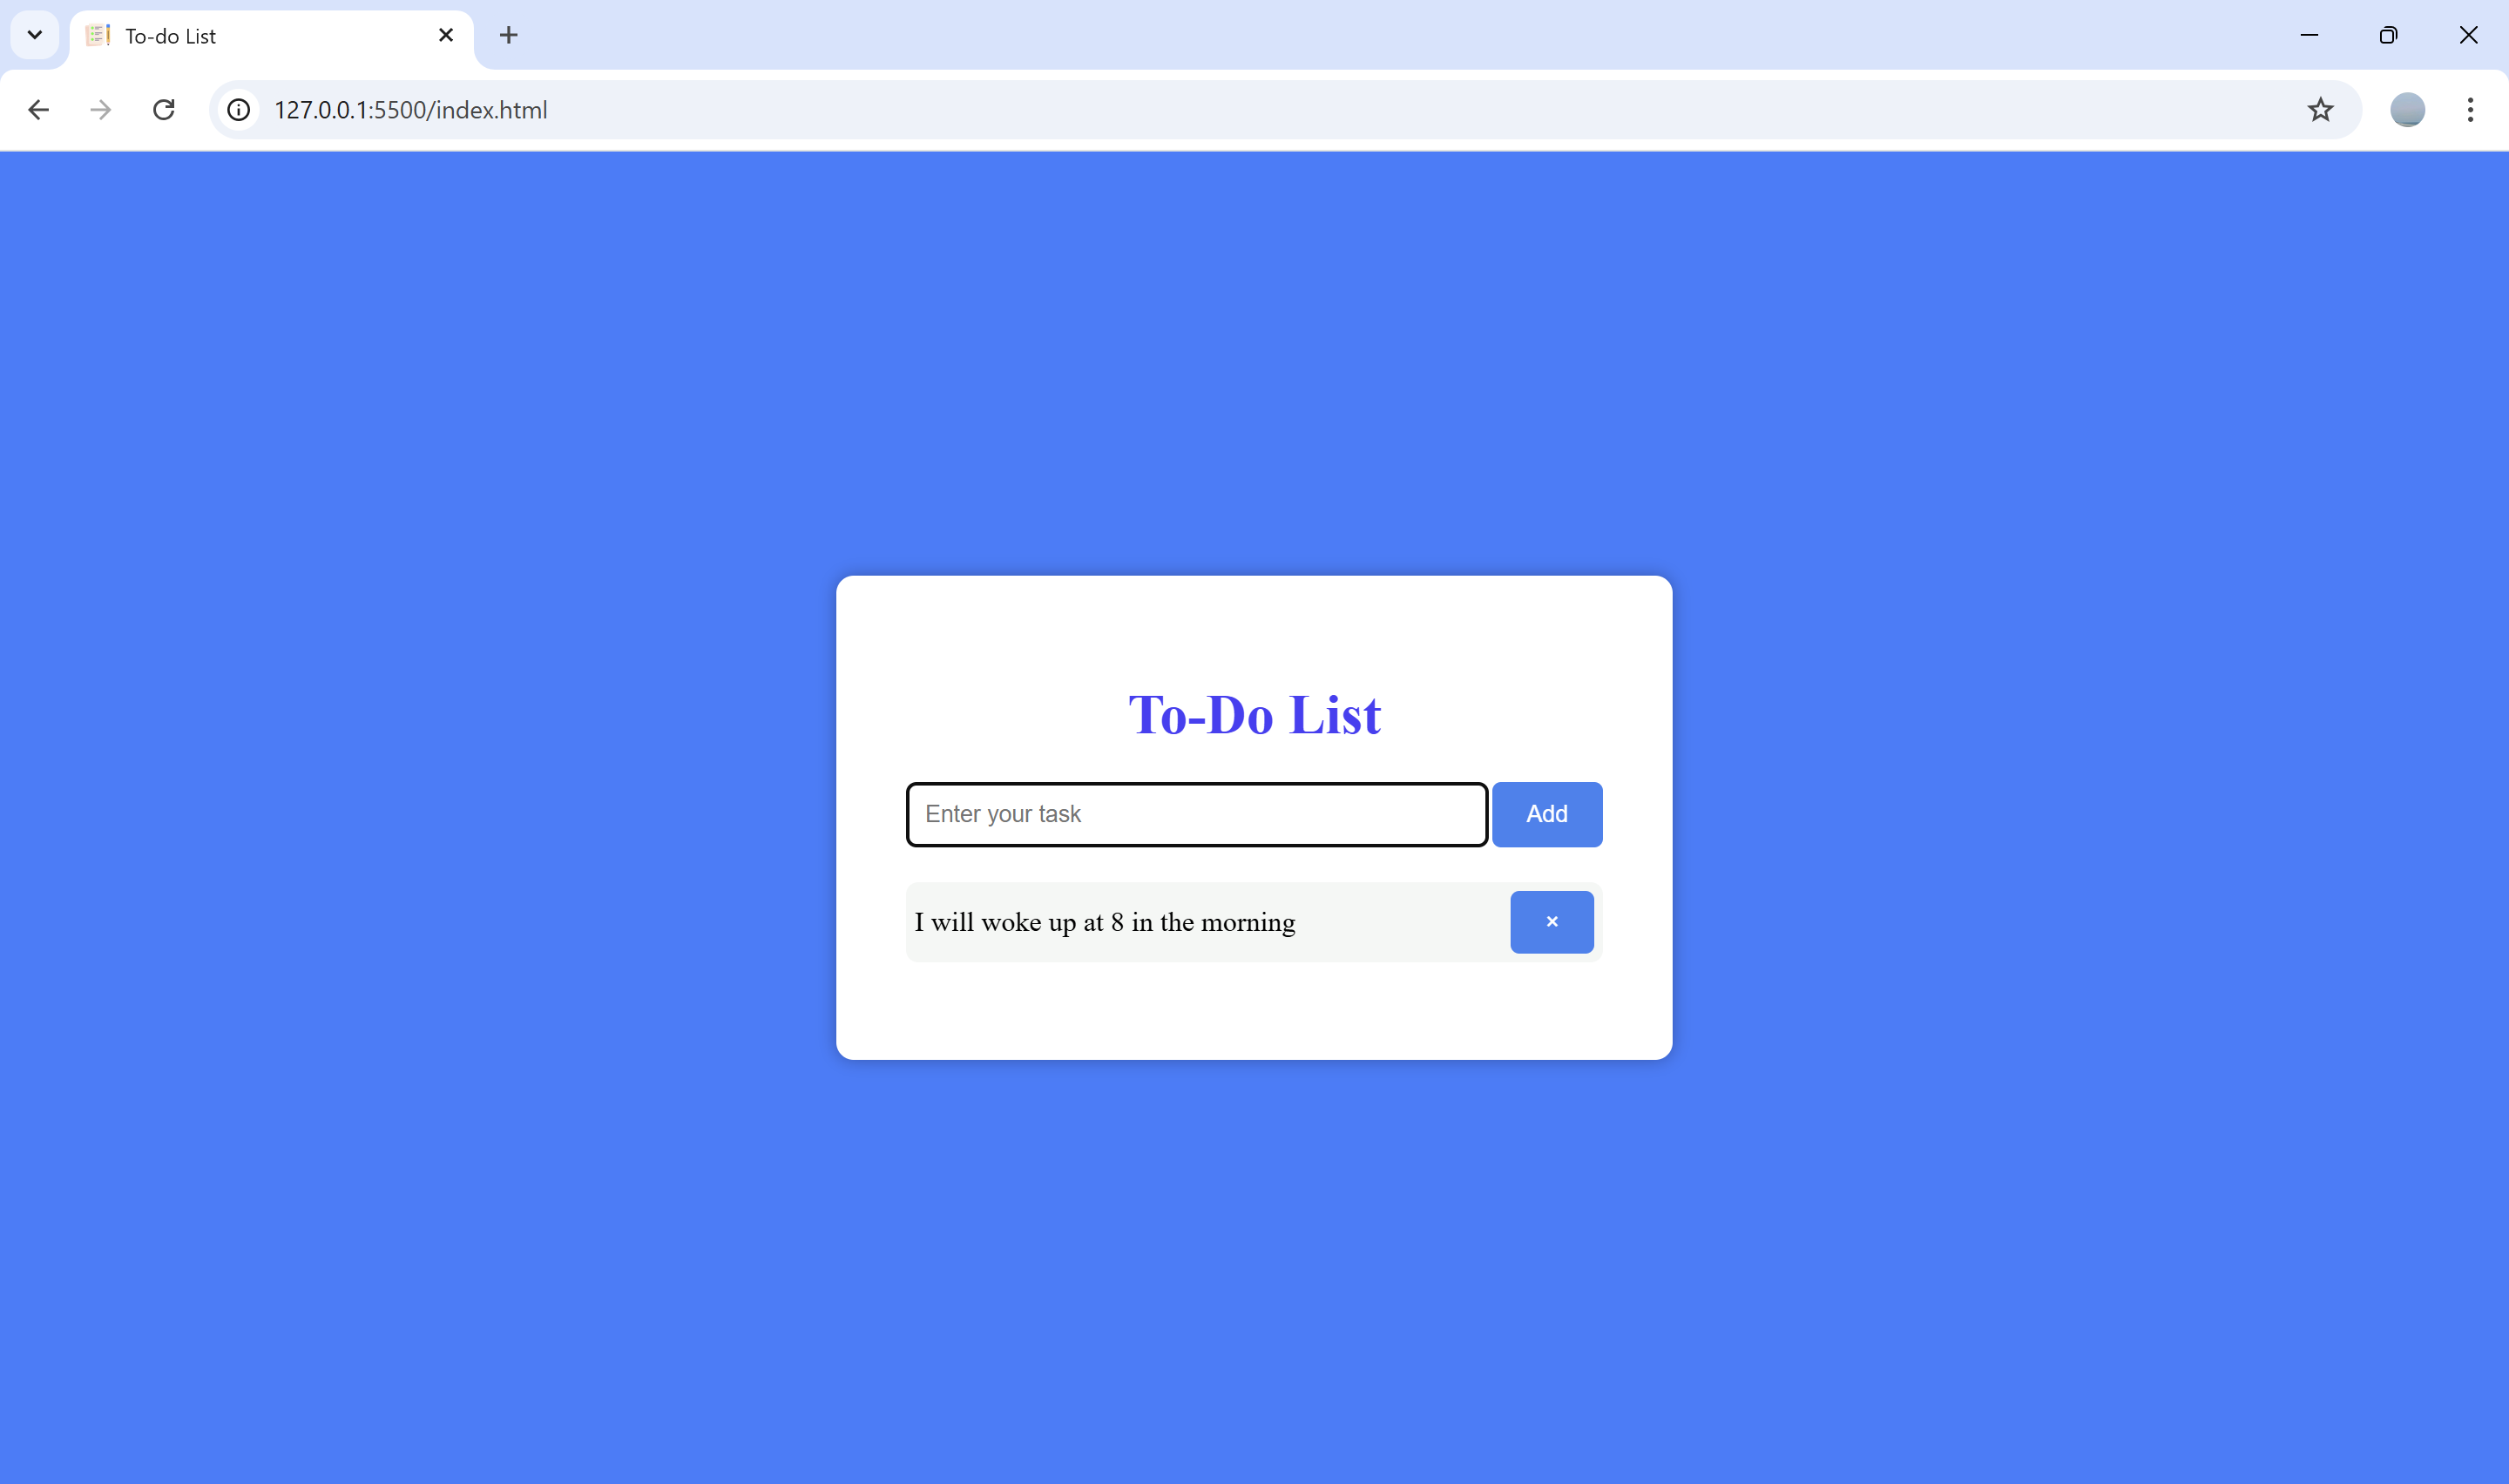 To-do List
127.0.0.1:5500/index.html
To-Do List
Enter your task
Add
I will woke up at 8 in the morning
×